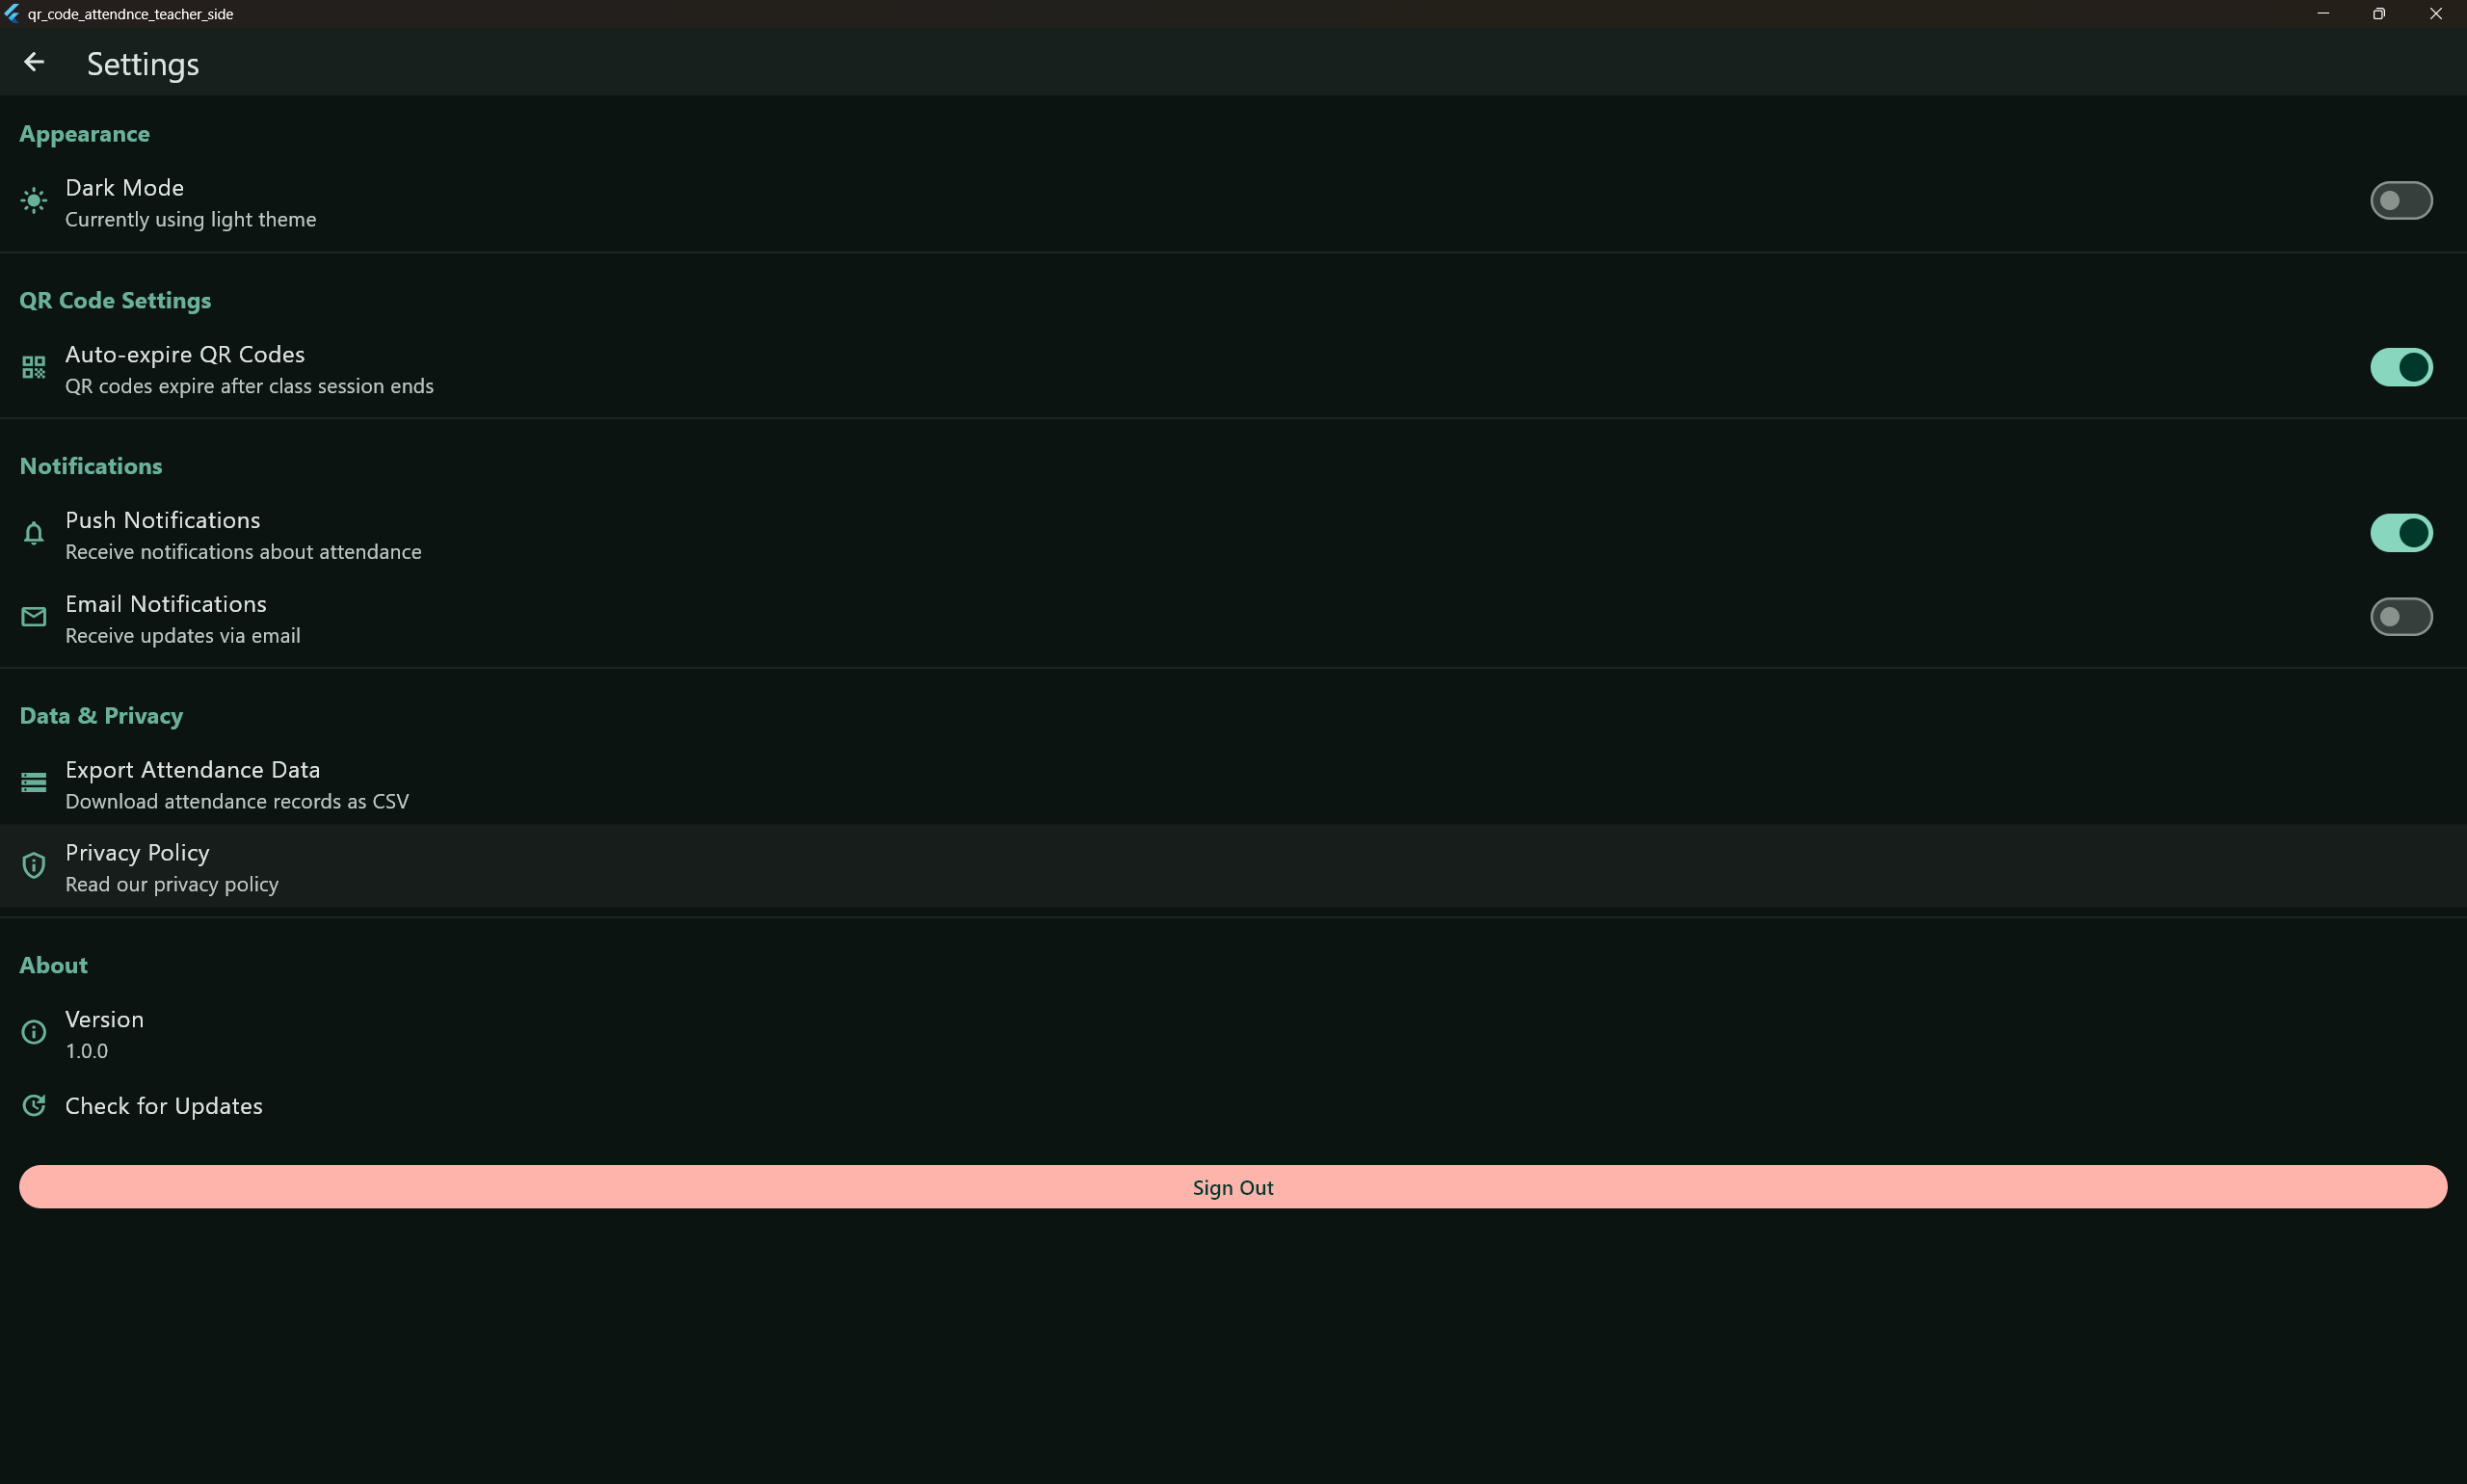 qr_code_attendnce_teacher_side
Settings
Appearance
Dark Mode
Currently using light theme
QR Code Settings
Auto-expire QR Codes
QR codes expire after class session ends
Notifications
Push Notifications
Receive notifications about attendance
Email Notifications
Receive updates via email
Data & Privacy
Export Attendance Data
Download attendance records as CSV
Privacy Policy
Read our privacy policy
About
Version
1.0.0
Check for Updates
Sign Out